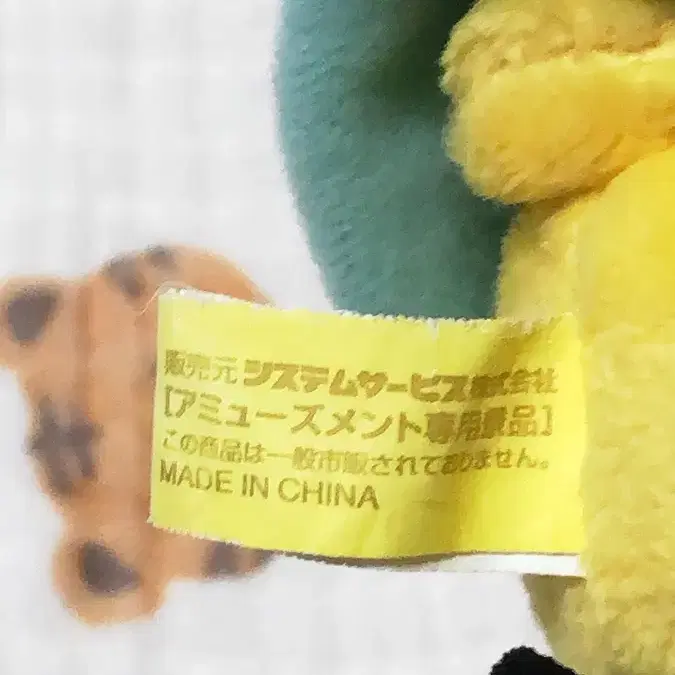 販売元 システムサービス株式会社
[アミューズメント専用景品]
この商品は一般市販されておりません。
MADE IN CHINA